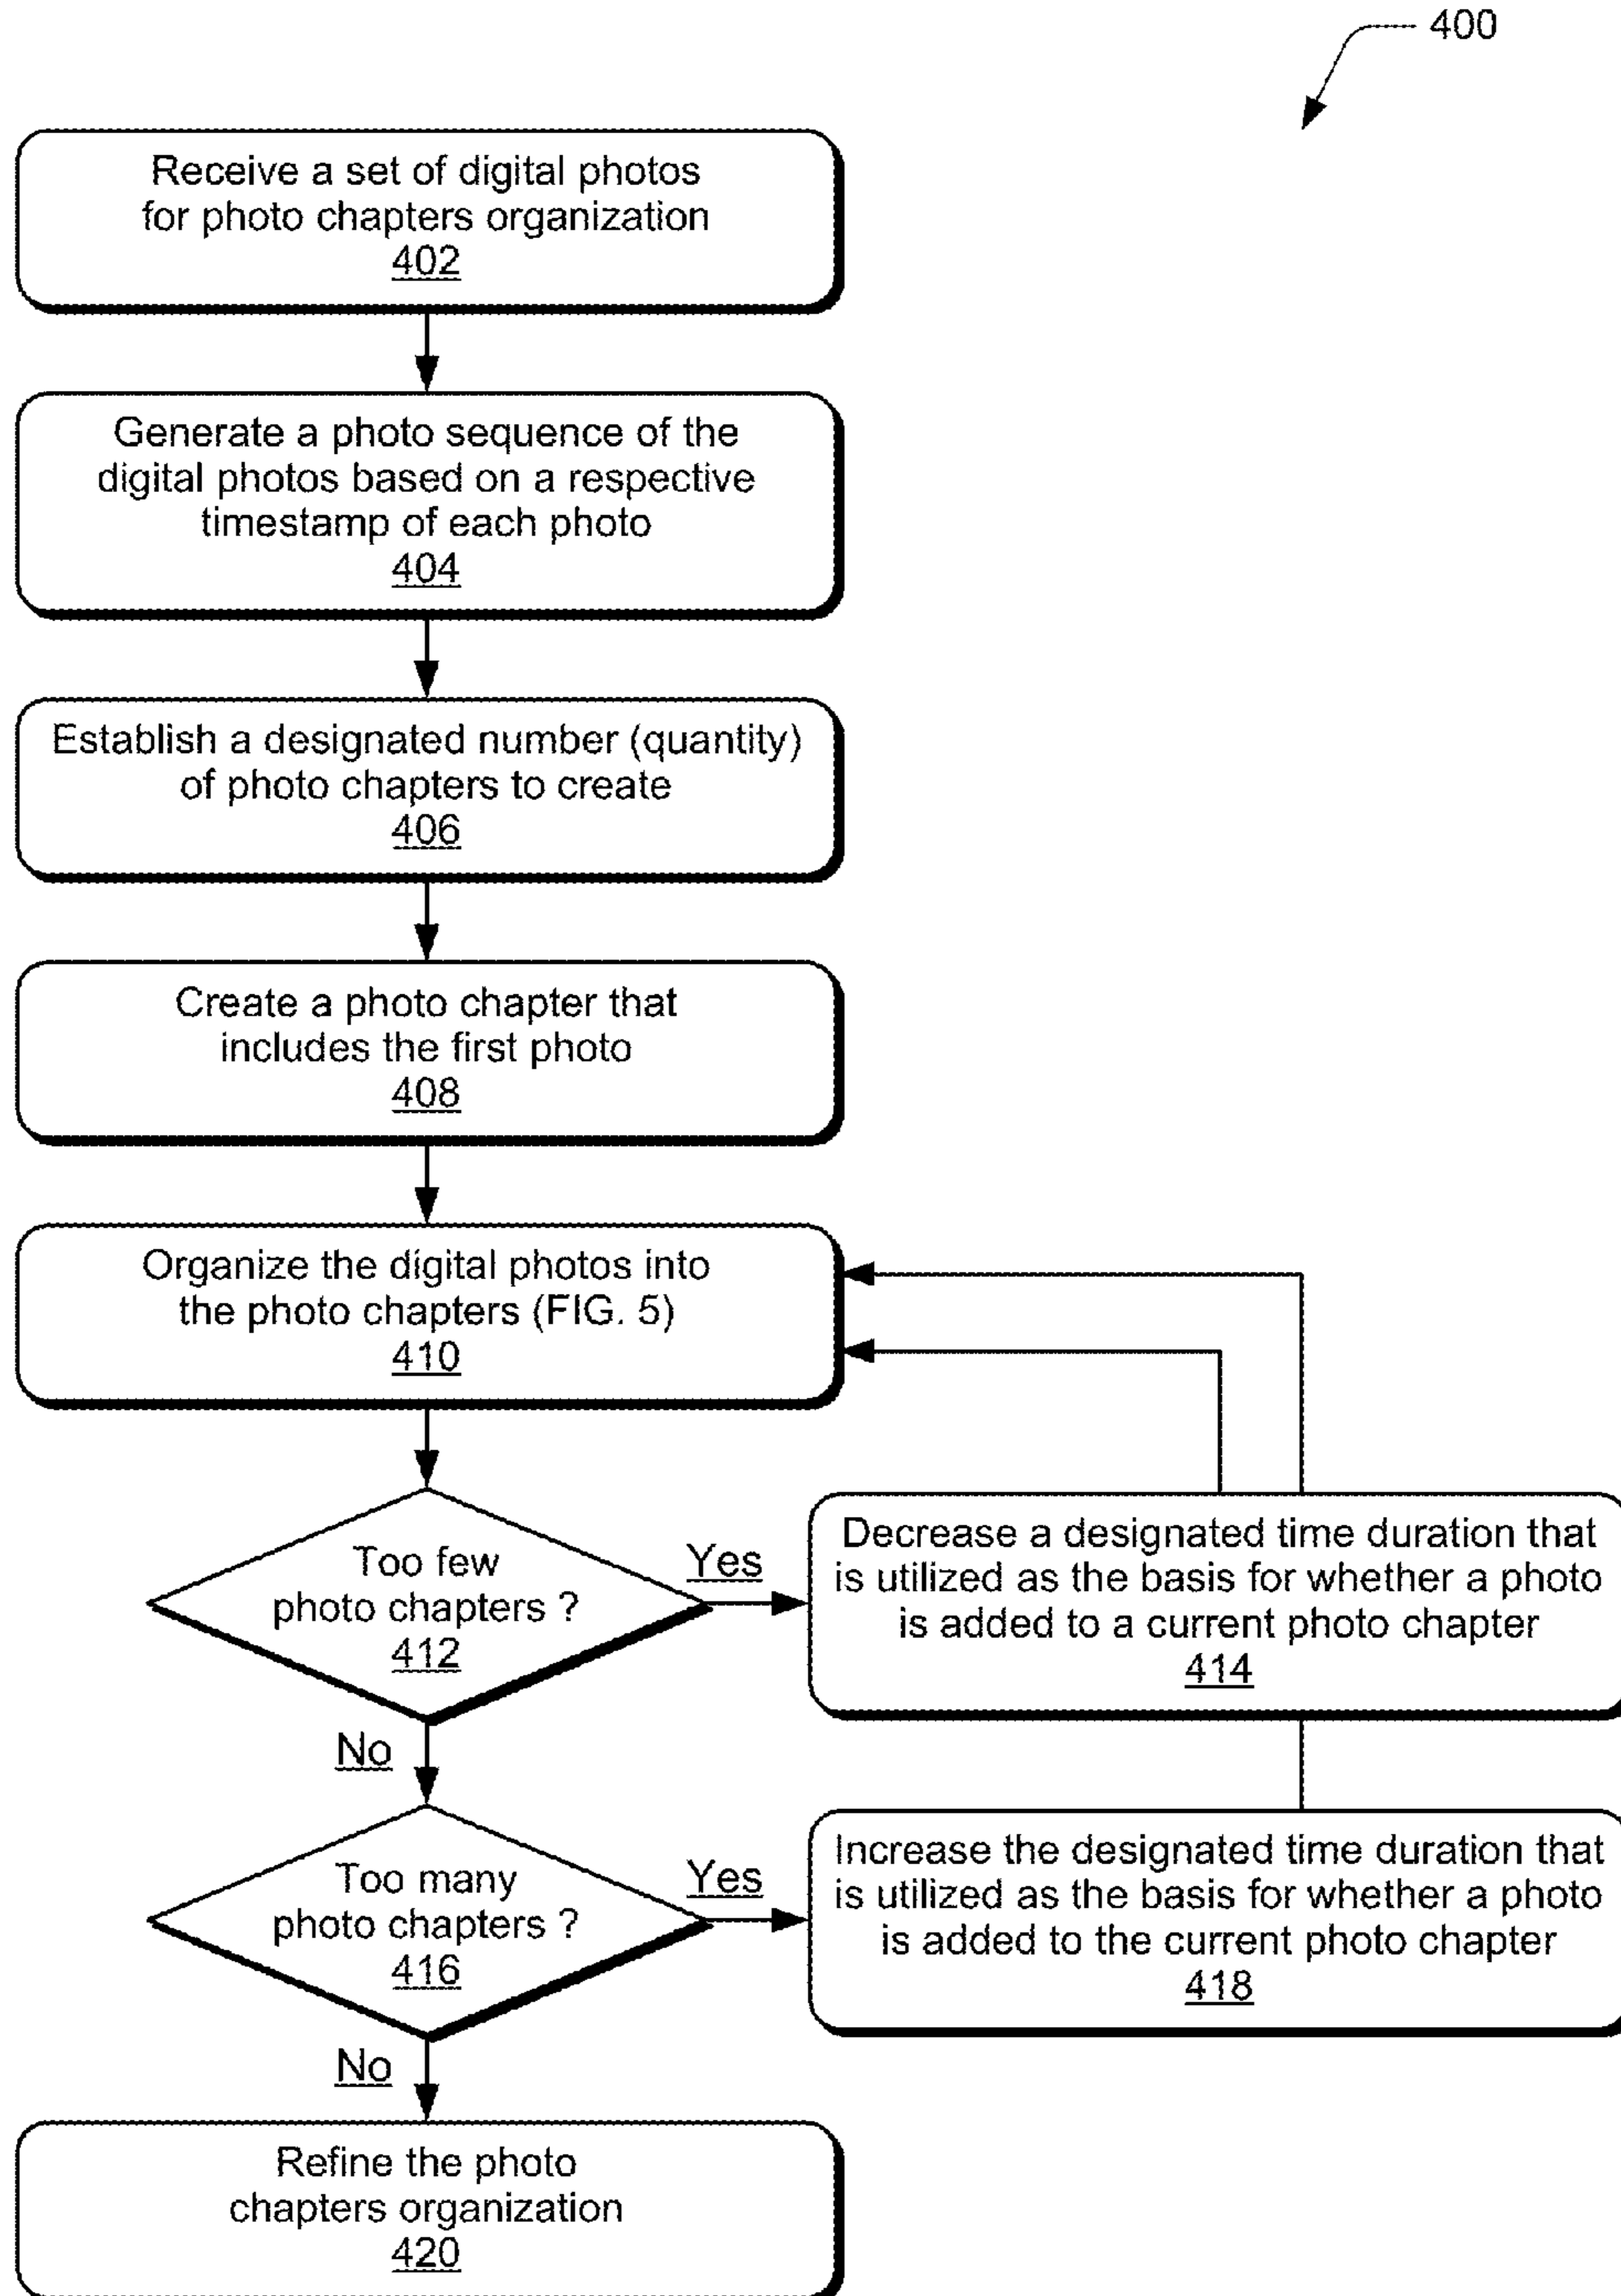 400
Receive a set of digital photos
for photo chapters organization
402
Generate a photo sequence of the
digital photos based on a respective
timestamp of each photo
404
Establish a designated number (quantity)
of photo chapters to create
406
Create a photo chapter that
includes the first photo
408
Organize the digital photos into
the photo chapters (FIG. 5)
410
Too few
photo chapters ?
412
Yes
Decrease a designated time duration that
is utilized as the basis for whether a photo
is added to a current photo chapter
414
No
Too many
photo chapters ?
416
Yes
Increase the designated time duration that
is utilized as the basis for whether a photo
is added to the current photo chapter
418
No
Refine the photo
chapters organization
420